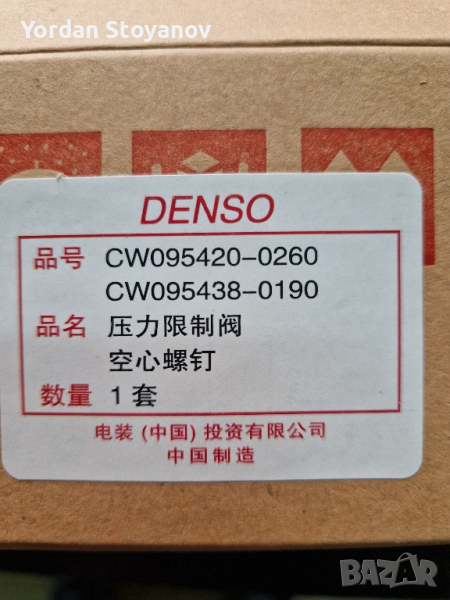 Yordan Stoyanov
DENSO
品号 CW095420-0260
CW095438-0190
品名 压力限制阀
空心螺钉
数量 1 套
电装 (中国) 投资有限公司
中国制造
bazar